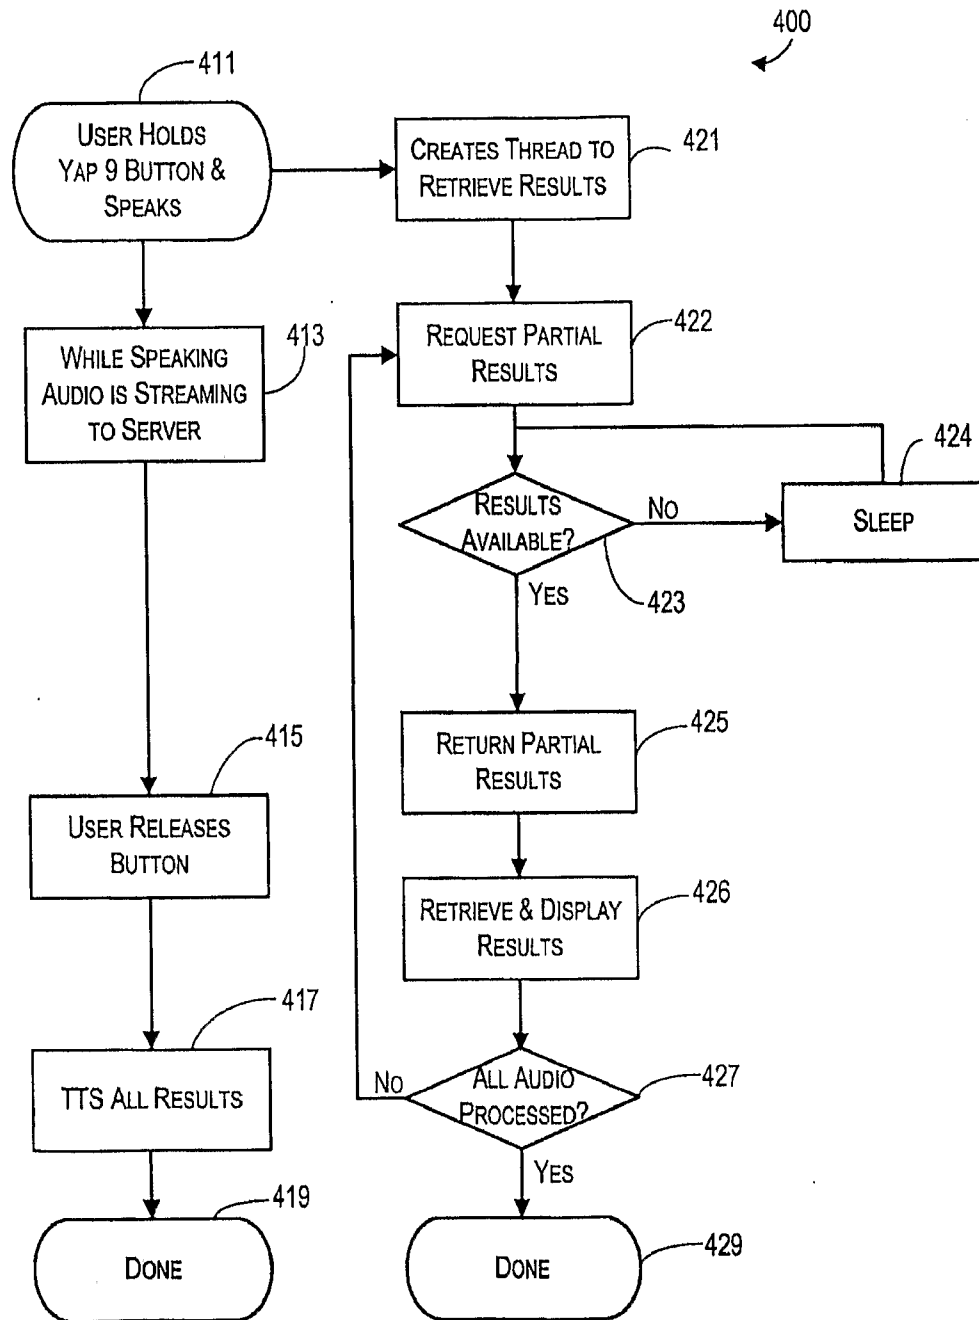 400
411
USER HOLDS
YAP 9 BUTTON &
SPEAKS
CREATES THREAD TO
RETRIEVE RESULTS
421
WHILE SPEAKING
AUDIO IS STREAMING
TO SERVER
413
REQUEST PARTIAL
RESULTS
422
RESULTS
AVAILABLE?
NO
YES
423
SLEEP
424
RETURN PARTIAL
RESULTS
425
415
USER RELEASES
BUTTON
RETRIEVE & DISPLAY
RESULTS
426
417
TTS ALL RESULTS
ALL AUDIO
PROCESSED?
NO
YES
427
419
DONE
DONE
429